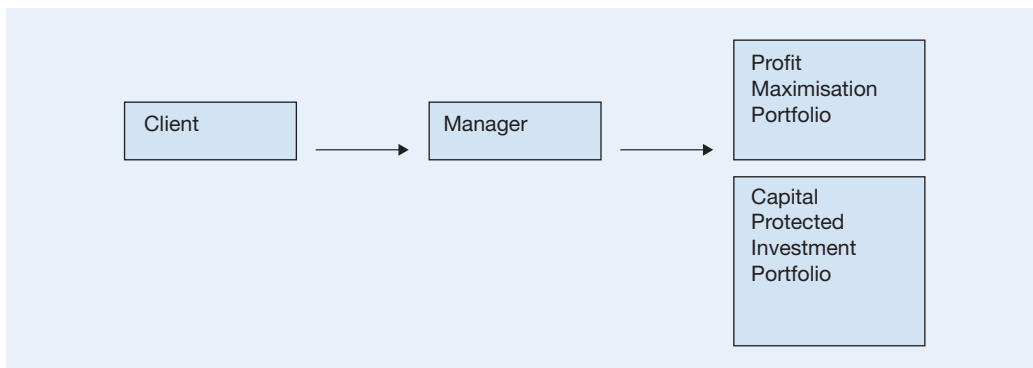 Client
Manager
Profit
Maximisation
Portfolio
Capital
Protected
Investment
Portfolio